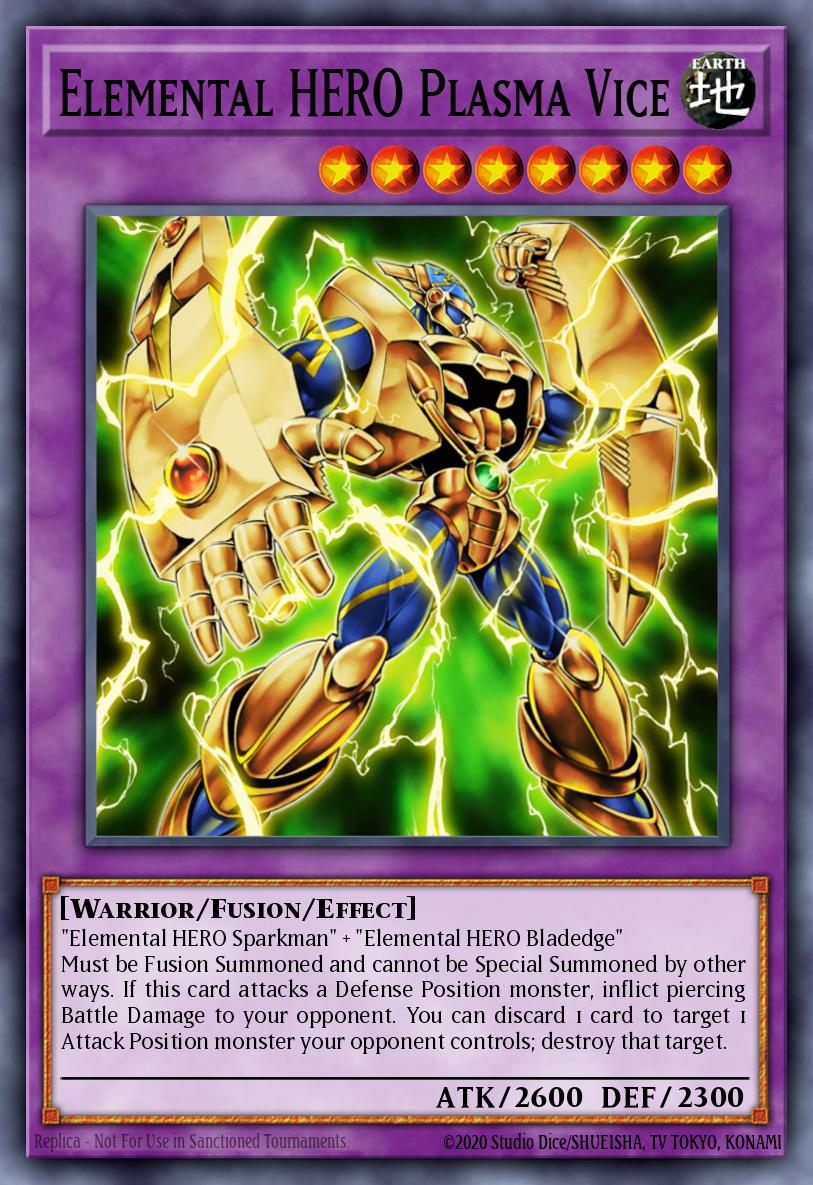 Elemental HERO Plasma Vice
EARTH
地
[Warrior/Fusion/Effect]
"Elemental HERO Sparkman" + "Elemental HERO Bladedge"
Must be Fusion Summoned and cannot be Special Summoned by other
ways. If this card attacks a Defense Position monster, inflict piercing
Battle Damage to your opponent. You can discard 1 card to target 1
Attack Position monster your opponent controls; destroy that target.
ATK/2600 DEF/2300
Replica - Not For Use in Sanctioned Tournaments.
©2020 Studio Dice/SHUEISHA, TV TOKYO, KONAMI